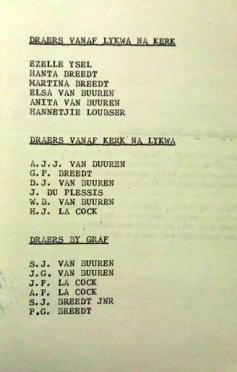 DRAERS VANAF LYKWA NA KERK
EZELLE YSEL
HANTA BREEDT
MARTINA BREEDT
ELSA VAN BUUREN
ANITA VAN BUUREN
HANNETJIE LOUBSER
DRAERS VANAF KERK NA LYKWA
A.J.J. VAN BUUREN
G.P. BREEDT
D.J. VAN BUUREN
J. DU PLESSIS
W.B. VAN BUUREN
H.J. LA COCK
DRAERS BY GRAF
S.J. VAN BUUREN
J.G. VAN BUUREN
J.F. LA COCK
A.P. LA COCK
S.J. BREEDT JNR
P.G. BREEDT